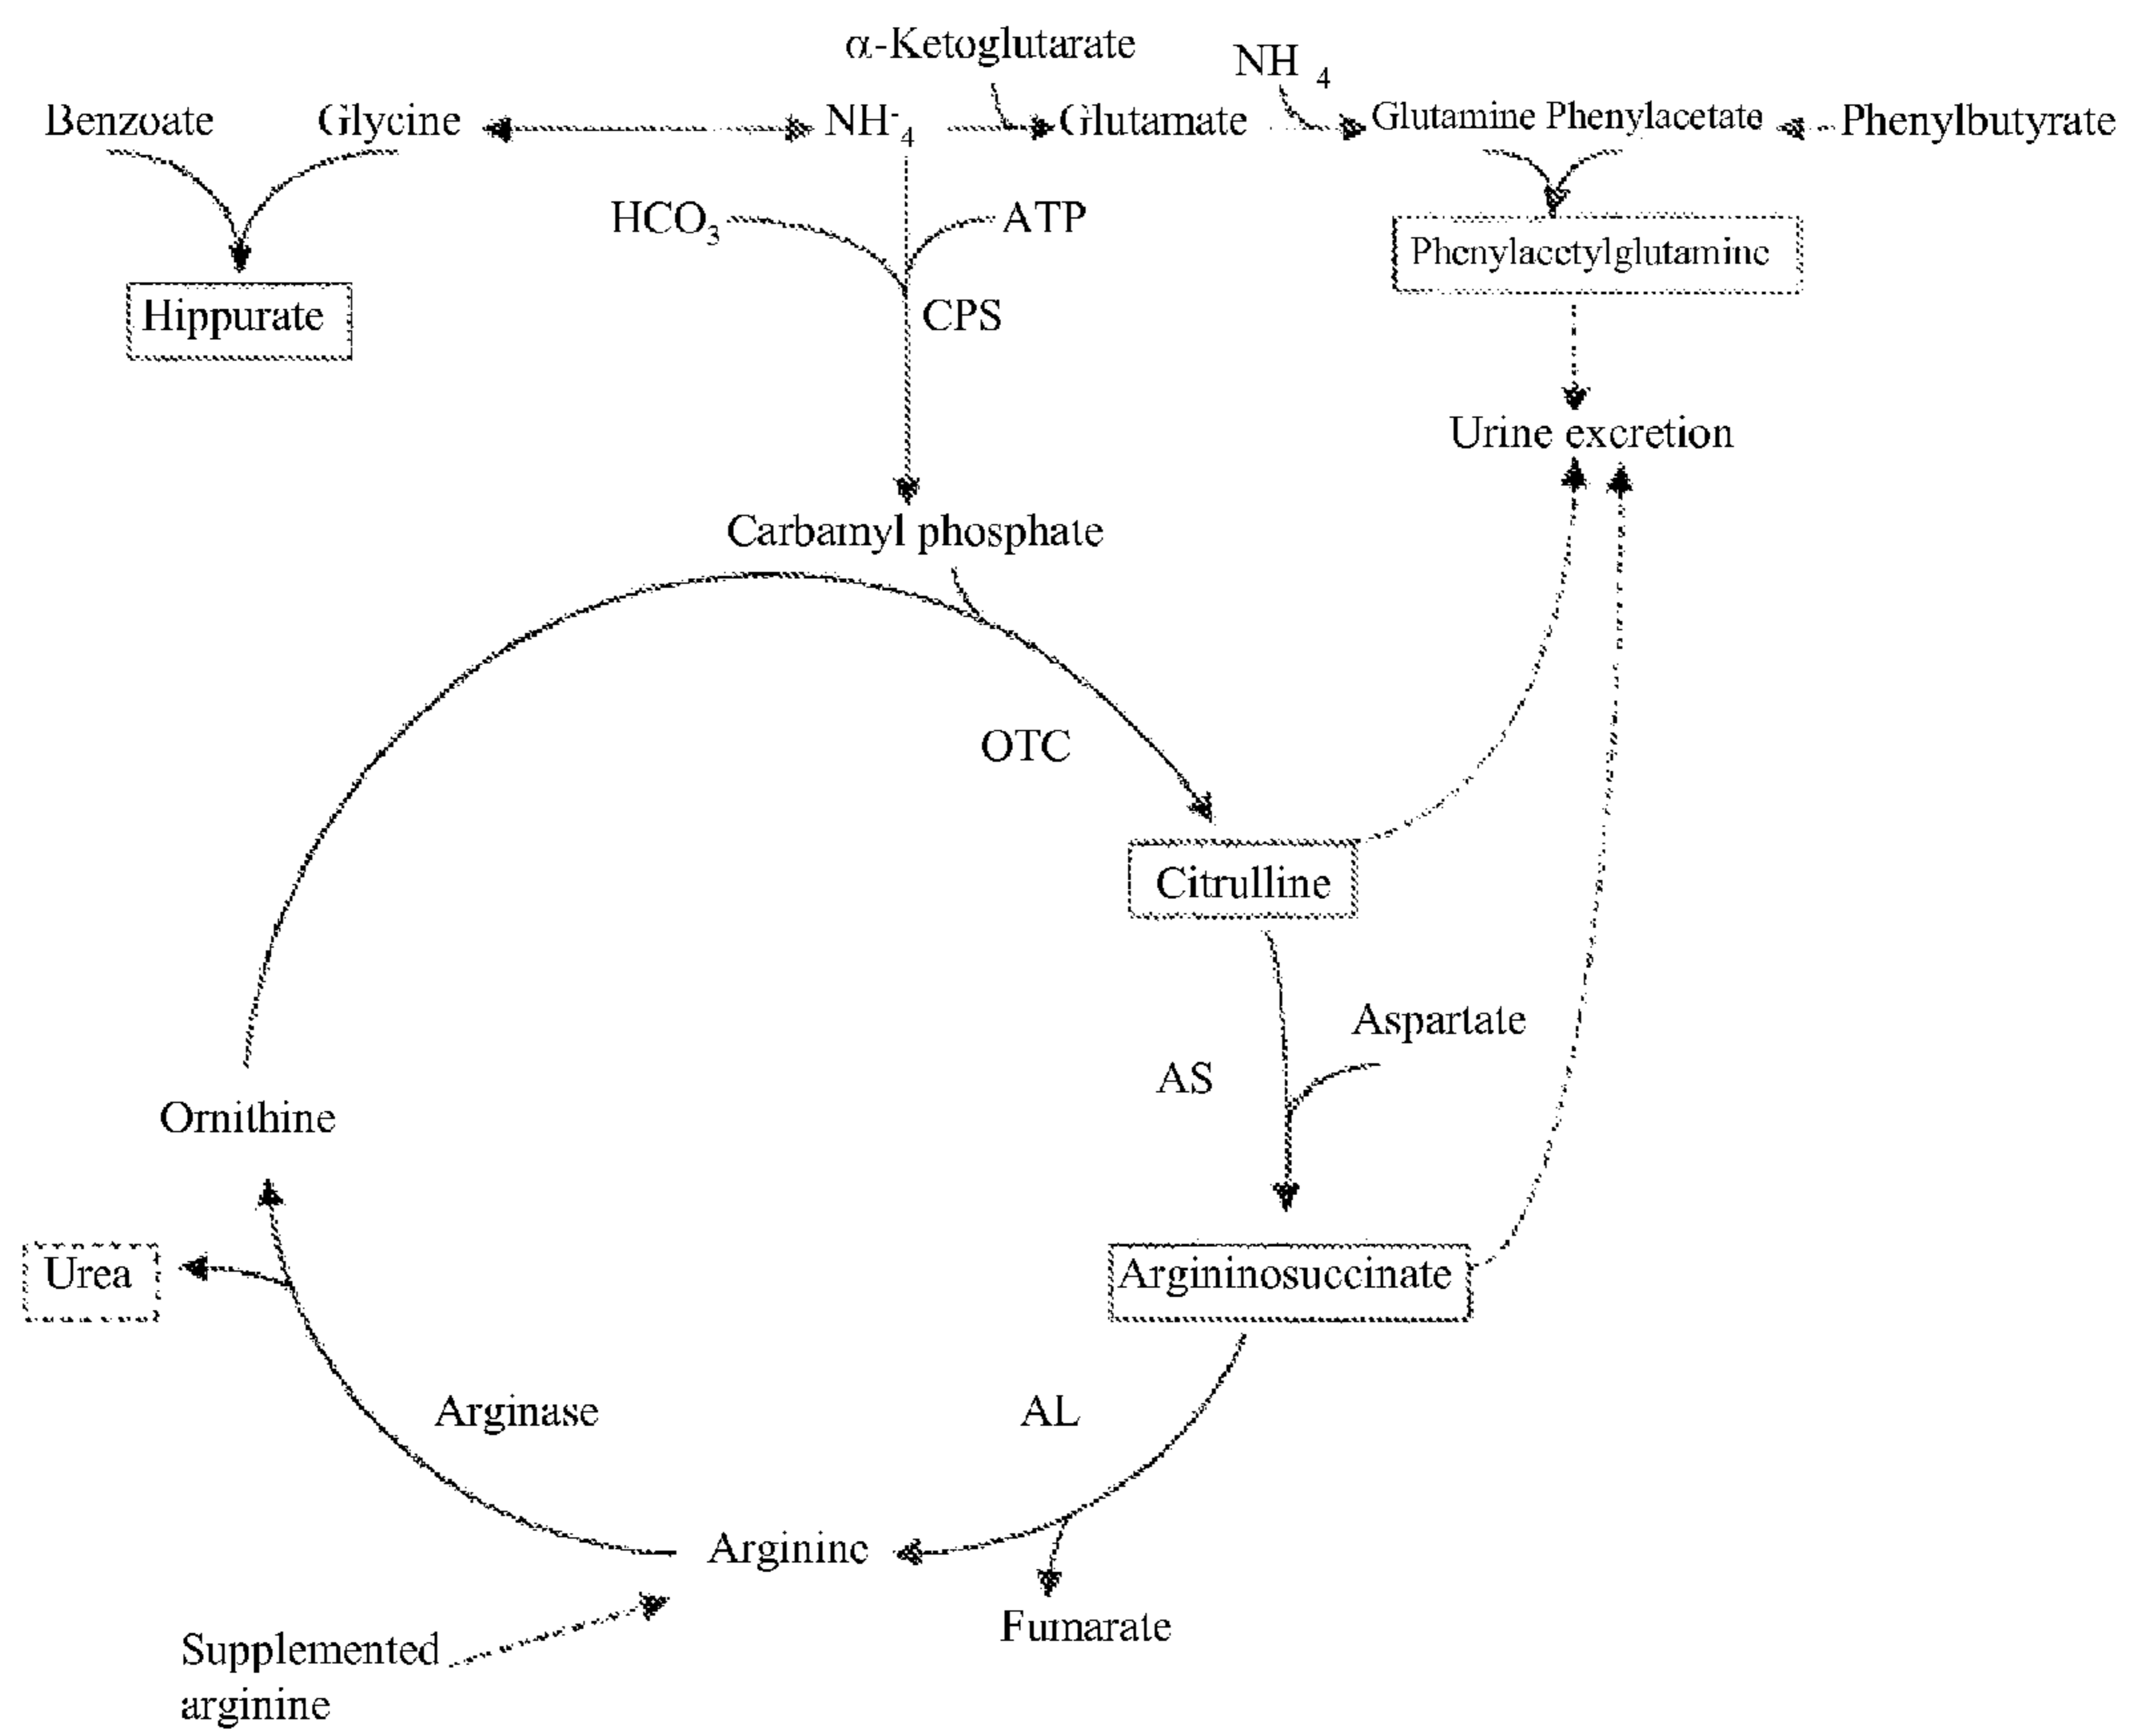 α-Ketoglutarate
NH 4
Benzoate Glycine NH-4 Glutamate Glutamine Phenylacetate Phenylbutyrate
HCO3 ATP
Phenylacetylglutamine
Hippurate CPS
Urine excretion
Carbamyl phosphate
OTC
Citrulline
Aspartate
AS
Ornithine
Urea Argininosuccinate
Arginase AL
Arginine
Fumarate
Supplemented
arginine